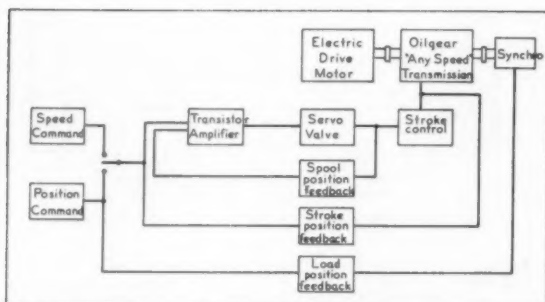 Electric
Drive
Motor
Oilgear
"Any Speed"
Transmission
Synchro
Speed
Command
Transistor
Amplifier
Servo
Valve
Stroke
control
Spool
position
feedback
Position
Command
Stroke
position
feedback
Load
position
feedback